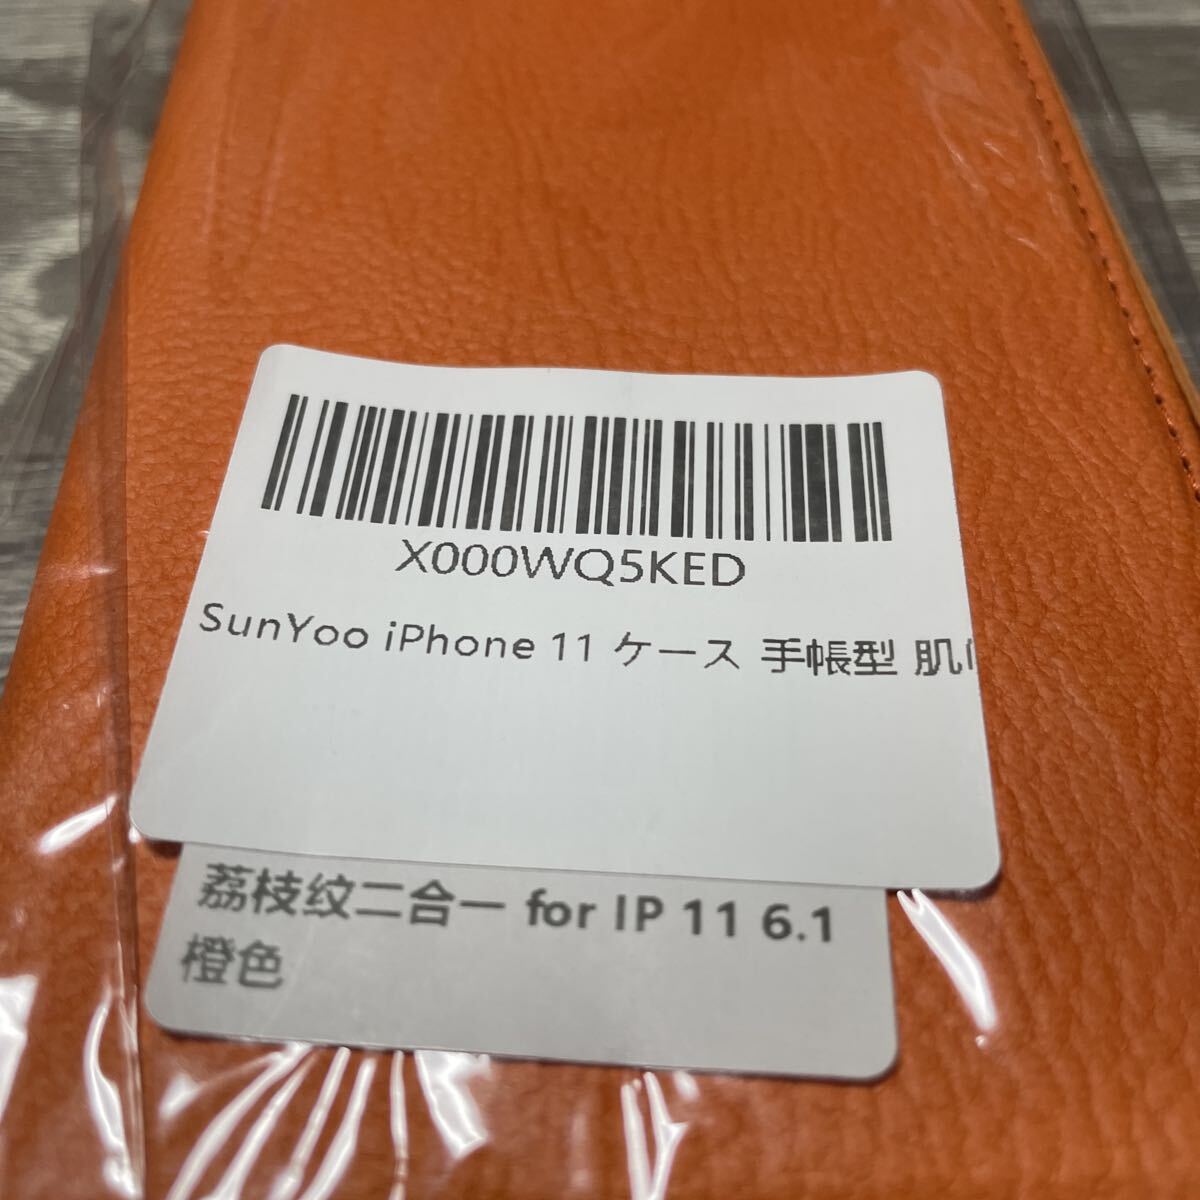 X000WQ5KED
SunYoo iPhone 11 ケース 手帳型 肌
荔枝纹二合一 for IP 11 6.1
橙色